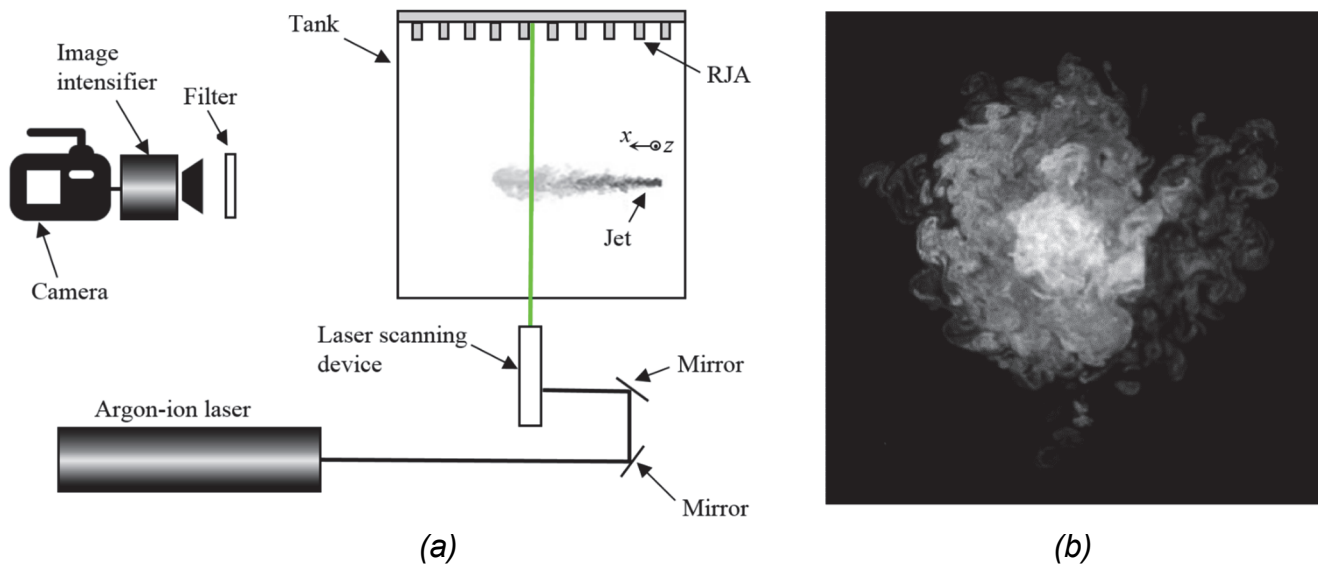 Tank
Image
intensifier
Filter
RJA
x
z
Jet
Camera
Laser scanning
device
Mirror
Argon-ion laser
Mirror
(a)
(b)